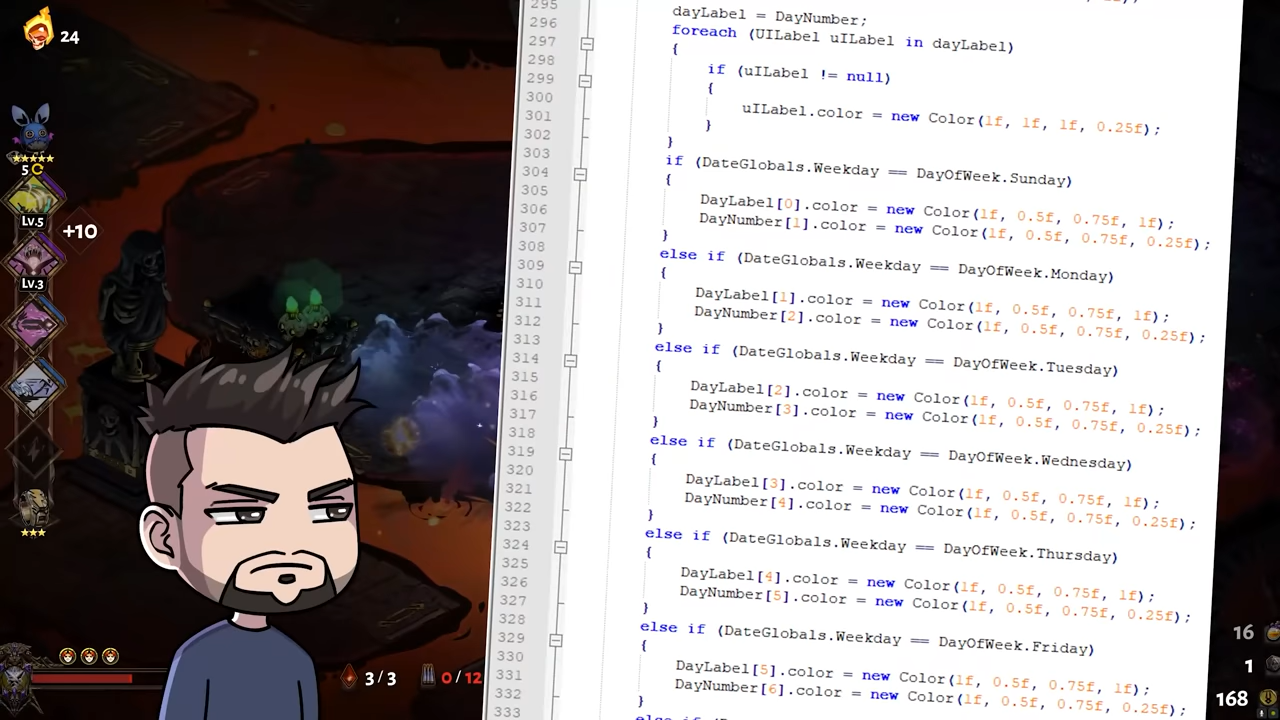 24
5
Lv.5
+10
Lv.3
3/3
0/12
295
296
dayLabel = DayNumber;
297
foreach (UILabel uILabel in dayLabel)
298
{
299
if (uILabel != null)
300
{
301
uILabel.color = new Color(1f, 1f, 1f, 0.25f);
302
}
303
}
304
if (DateGlobals.Weekday == DayOfWeek.Sunday)
305
{
306
DayLabel[0].color = new Color(1f, 0.5f, 0.75f, 1f);
307
DayNumber[1].color = new Color(1f, 0.5f, 0.75f, 0.25f);
308
}
309
else if (DateGlobals.Weekday == DayOfWeek.Monday)
310
{
311
DayLabel[1].color = new Color(1f, 0.5f, 0.75f, 1f);
312
DayNumber[2].color = new Color(1f, 0.5f, 0.75f, 0.25f);
313
}
314
else if (DateGlobals.Weekday == DayOfWeek.Tuesday)
315
{
316
DayLabel[2].color = new Color(1f, 0.5f, 0.75f, 1f);
317
DayNumber[3].color = new Color(1f, 0.5f, 0.75f, 0.25f);
318
}
319
else if (DateGlobals.Weekday == DayOfWeek.Wednesday)
320
{
321
DayLabel[3].color = new Color(1f, 0.5f, 0.75f, 1f);
322
DayNumber[4].color = new Color(1f, 0.5f, 0.75f, 0.25f);
323
}
324
else if (DateGlobals.Weekday == DayOfWeek.Thursday)
325
{
326
DayLabel[4].color = new Color(1f, 0.5f, 0.75f, 1f);
327
DayNumber[5].color = new Color(1f, 0.5f, 0.75f, 0.25f);
328
}
329
else if (DateGlobals.Weekday == DayOfWeek.Friday)
330
{
331
DayLabel[5].color = new Color(1f, 0.5f, 0.75f, 1f);
332
DayNumber[6].color = new Color(1f, 0.5f, 0.75f, 0.25f);
333
}
else if
16
1
168